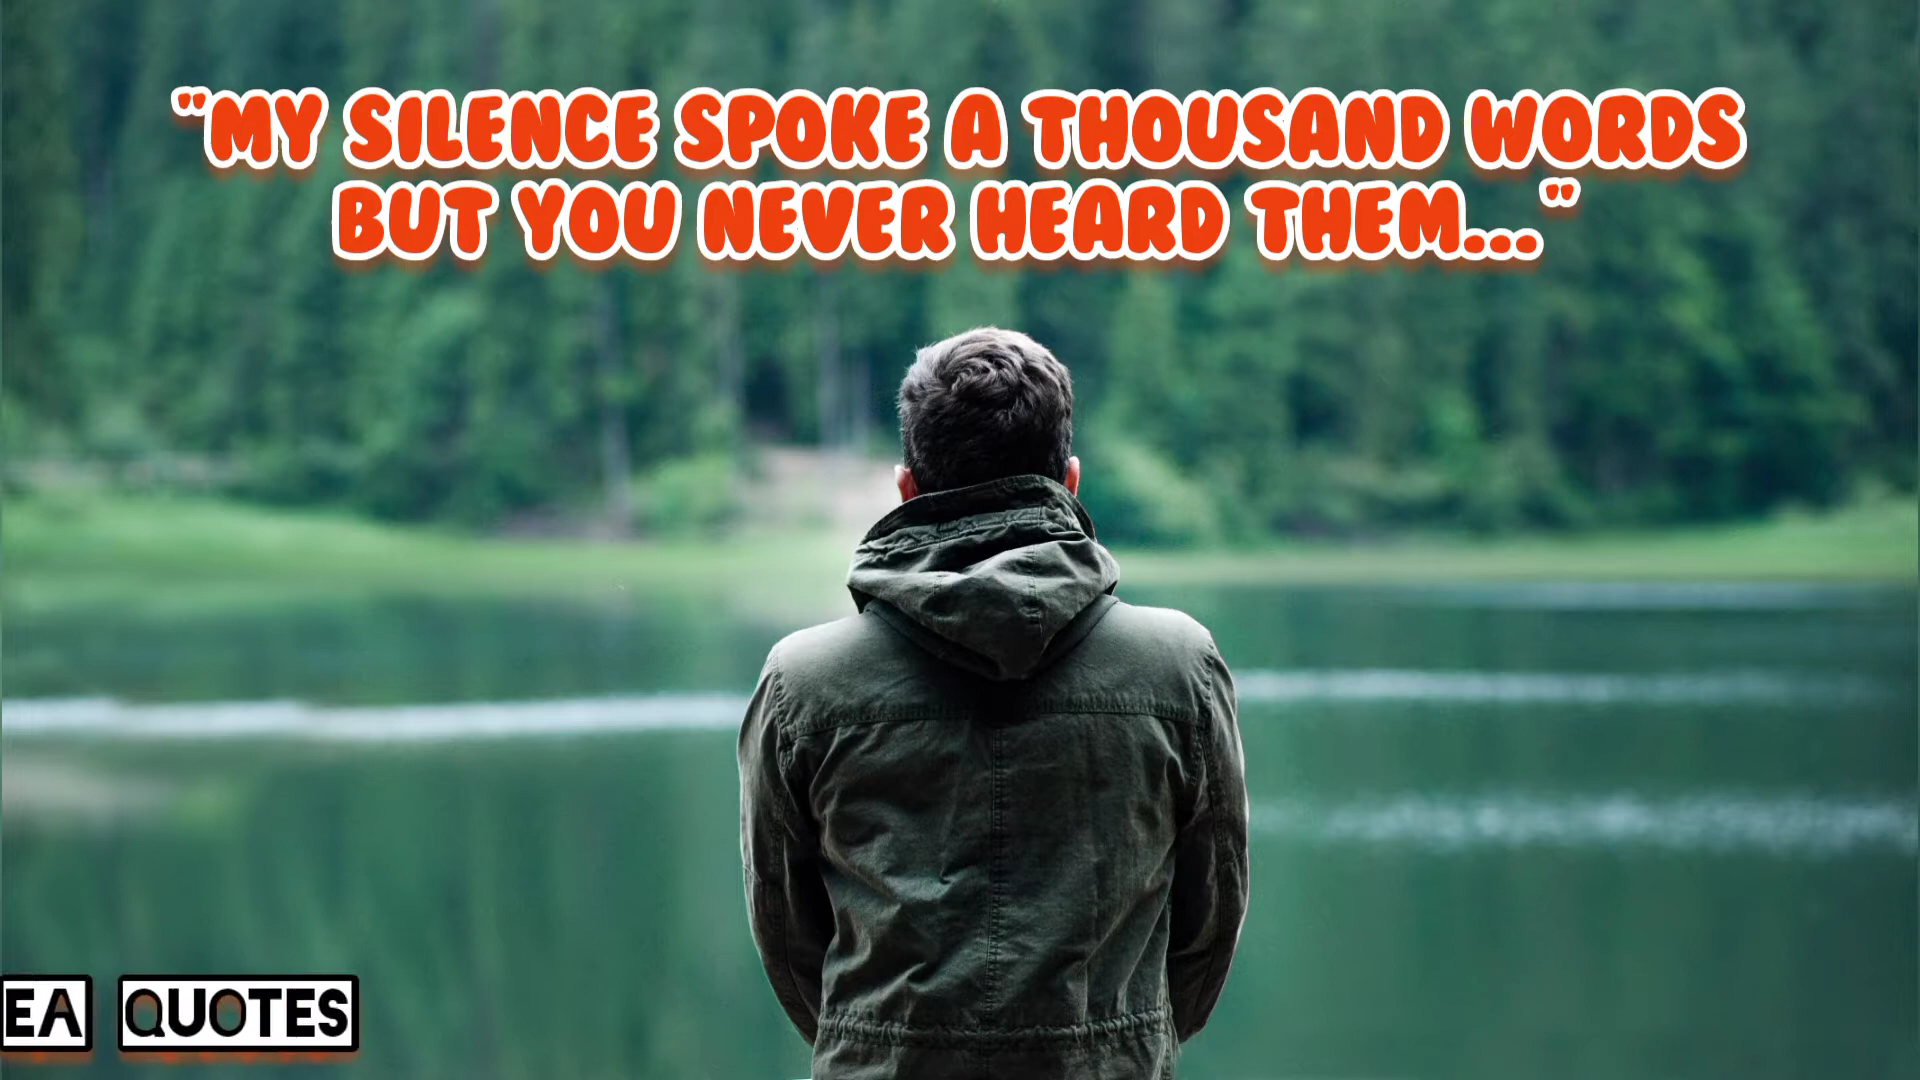 "MY SILENCE SPOKE A THOUSAND WORDS
BUT YOU NEVER HEARD THEM..."
EA QUOTES